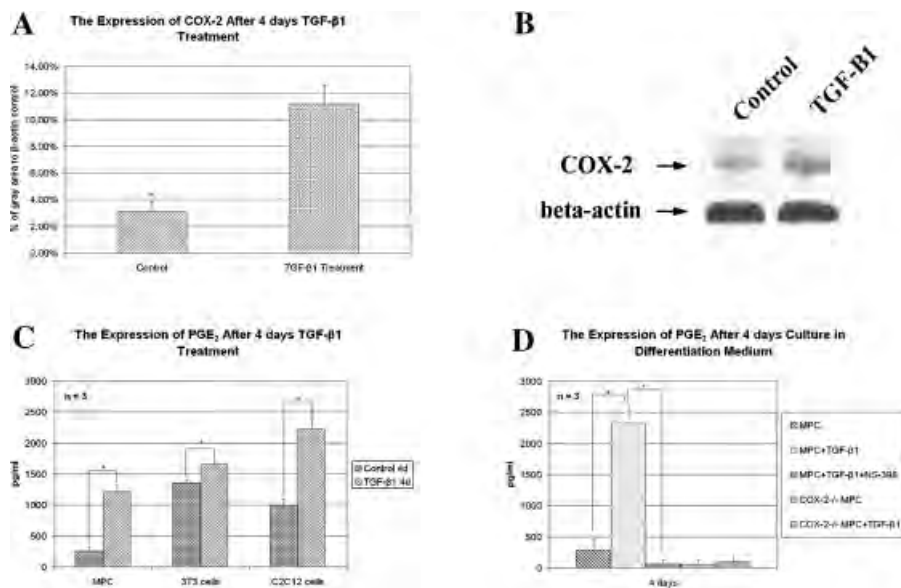 A
The Expression of COX-2 After 4 days TGF-β1
Treatment
% of gray area to β-actin control
14.00%
12.00%
10.00%
8.00%
6.00%
4.00%
2.00%
0.00%
*
Control
TGF-β1 Treatment
B
Control
TGF-B1
COX-2
beta-actin
C
The Expression of PGE₂ After 4 days TGF-β1
Treatment
n = 3
pg/ml
3000
2500
2000
1500
1000
500
0
*
*
*
MPC
3T3 cells
C2C12 cells
Control 4d
TGF-β1 4d
D
The Expression of PGE₂ After 4 days Culture in
Differentiation Medium
n = 3
pg/ml
3000
2500
2000
1500
1000
500
0
*
*
4 days
MPC
MPC+TGF-β1
MPC+TGF-β1+NS-398
COX-2-/- MPC
COX-2-/- MPC+TGF-β1